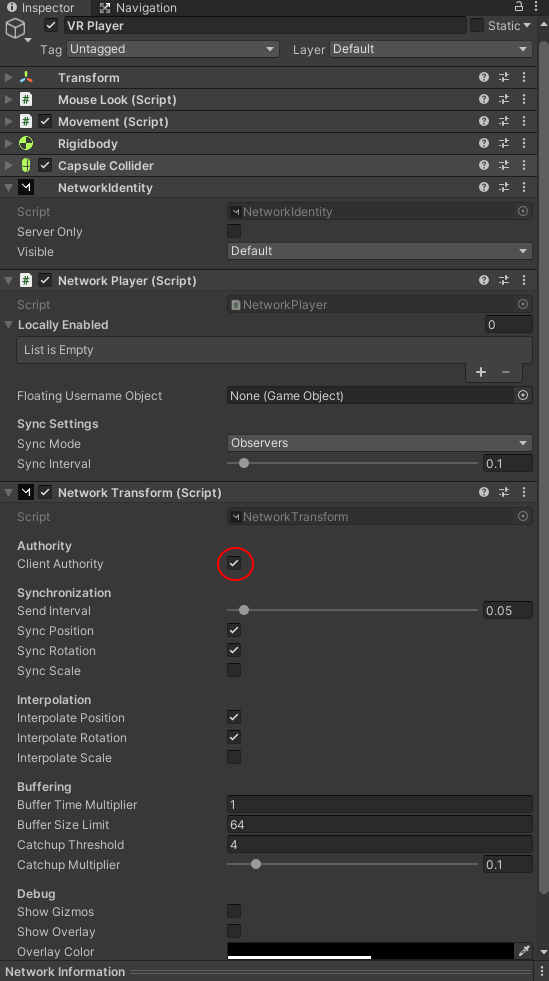 Inspector Navigation
VR Player Static
Tag Untagged Layer Default
Transform
Mouse Look (Script)
Movement (Script)
Rigidbody
Capsule Collider
NetworkIdentity
Script NetworkIdentity
Server Only
Visible Default
Network Player (Script)
Script NetworkPlayer
Locally Enabled 0
List is Empty
Floating Username Object None (Game Object)
Sync Settings
Sync Mode Observers
Sync Interval 0.1
Network Transform (Script)
Script NetworkTransform
Authority
Client Authority
Synchronization
Send Interval 0.05
Sync Position
Sync Rotation
Sync Scale
Interpolation
Interpolate Position
Interpolate Rotation
Interpolate Scale
Buffering
Buffer Time Multiplier 1
Buffer Size Limit 64
Catchup Threshold 4
Catchup Multiplier 0.1
Debug
Show Gizmos
Show Overlay
Overlay Color
Network Information